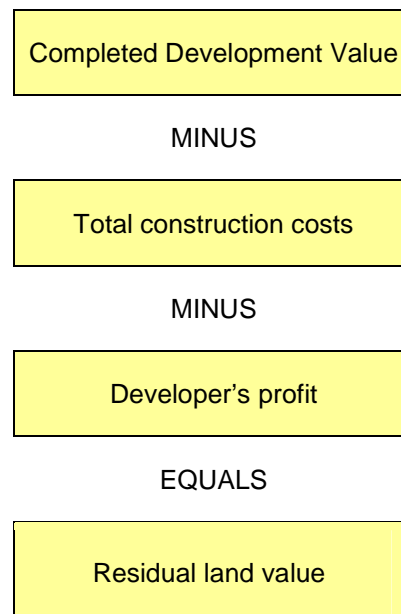 Completed Development Value
MINUS
Total construction costs
MINUS
Developer’s profit
EQUALS
Residual land value